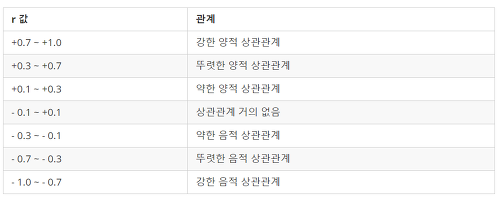 r 값 관계
+0.7 ~ +1.0 강한 양적 상관관계
+0.3 ~ +0.7 뚜렷한 양적 상관관계
+0.1 ~ +0.3 약한 양적 상관관계
- 0.1 ~ +0.1 상관관계 거의 없음
- 0.3 ~ - 0.1 약한 음적 상관관계
- 0.7 ~ - 0.3 뚜렷한 음적 상관관계
- 1.0 ~ - 0.7 강한 음적 상관관계